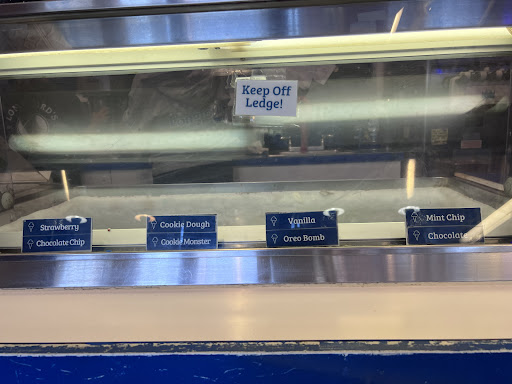 Keep Off
Ledge!
Strawberry
Chocolate Chip
Cookie Dough
Cookie Monster
Vanilla
Oreo Bomb
Mint Chip
Chocolate